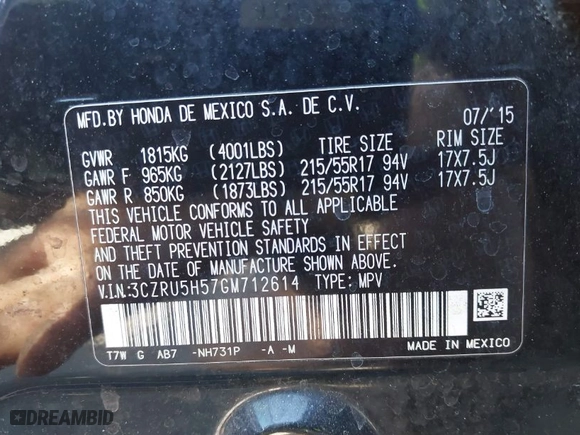 MFD.BY HONDA DE MEXICO S.A. DE C.V. 07/'15
GVWR 1815KG (4001LBS) TIRE SIZE RIM SIZE
GAWR F 965KG (2127LBS) 215/55R17 94V 17X7.5J
GAWR R 850KG (1873LBS) 215/55R17 94V 17X7.5J
THIS VEHICLE CONFORMS TO ALL APPLICABLE
FEDERAL MOTOR VEHICLE SAFETY
AND THEFT PREVENTION STANDARDS IN EFFECT
ON THE DATE OF MANUFACTURE SHOWN ABOVE.
V.I.N:3CZRU5H57GM712614 TYPE: MPV
T7W G AB7 -NH731P -A -M MADE IN MEXICO
DREAMBID